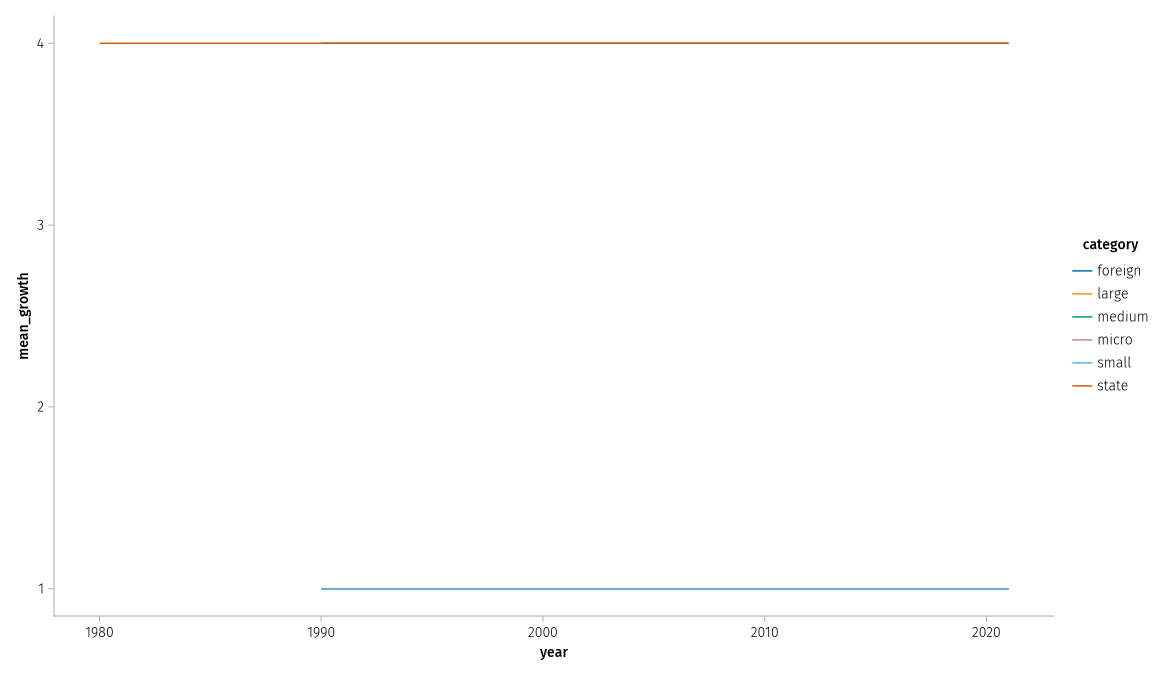 4
3
2
1
mean_growth
1980 1990 2000 2010 2020
year
category
foreign
large
medium
micro
small
state